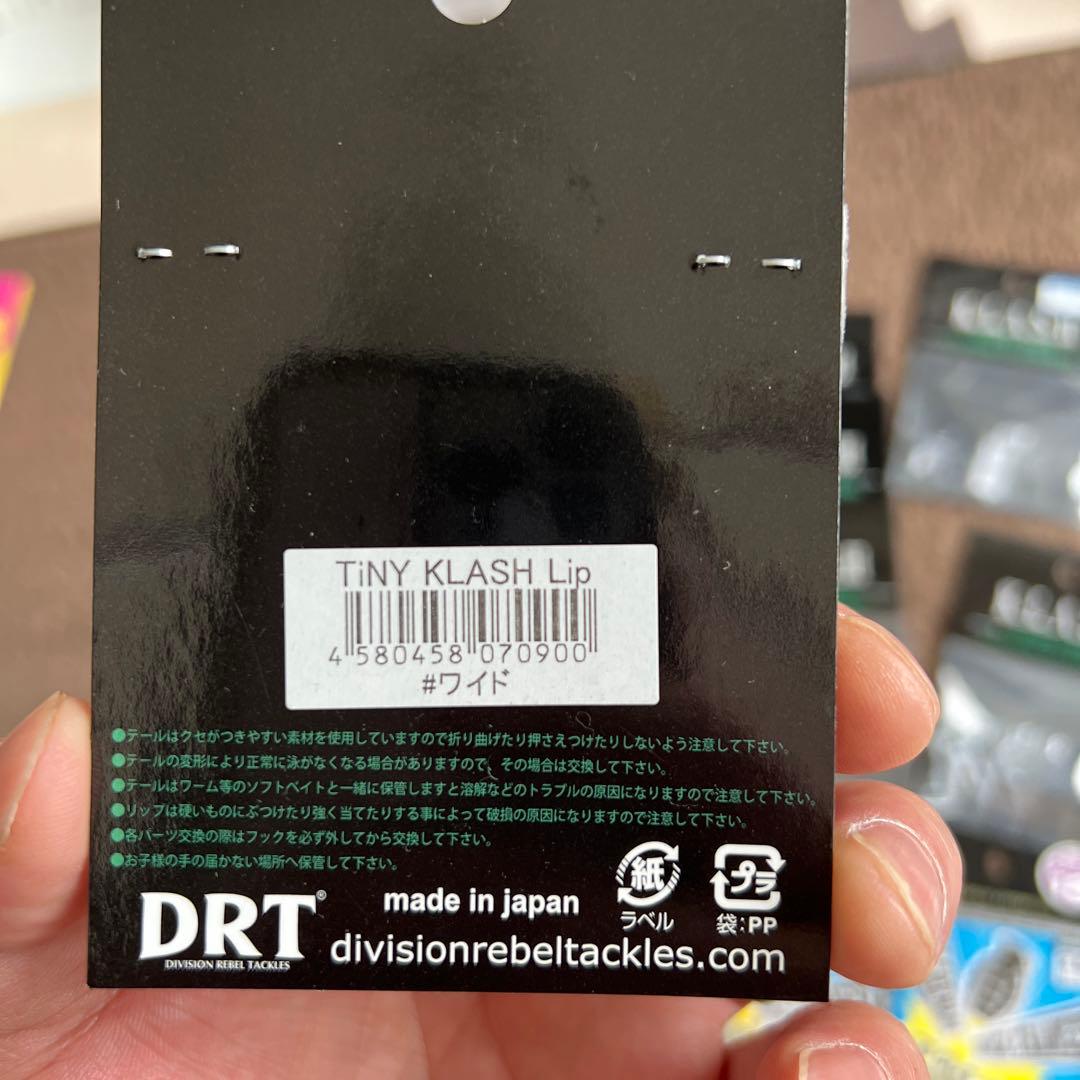 TiNY KLASH Lip
4 580458 070900
#ワイド
●テールはクセがつきやすい素材を使用していますので折り曲げたり押さえつけたりしないよう注意して下さい。
●テールの変形により正常に泳がなくなる場合がありますので、その場合は交換して下さい。
●テールはワーム等のソフトベイトと一緒に保管しますと溶解などのトラブルの原因になりますので注意して下さい。
●リップは硬いものにぶつけたり強く当てたりする事によって破損の原因になりますので注意して下さい。
●各パーツ交換の際はフックを必ず外してから交換して下さい。
●お子様の手の届かない場所へ保管して下さい。
DRT®
DIVISION REBEL TACKLES
made in japan
divisionrebeltackles.com
紙
ラベル
プラ
袋:PP